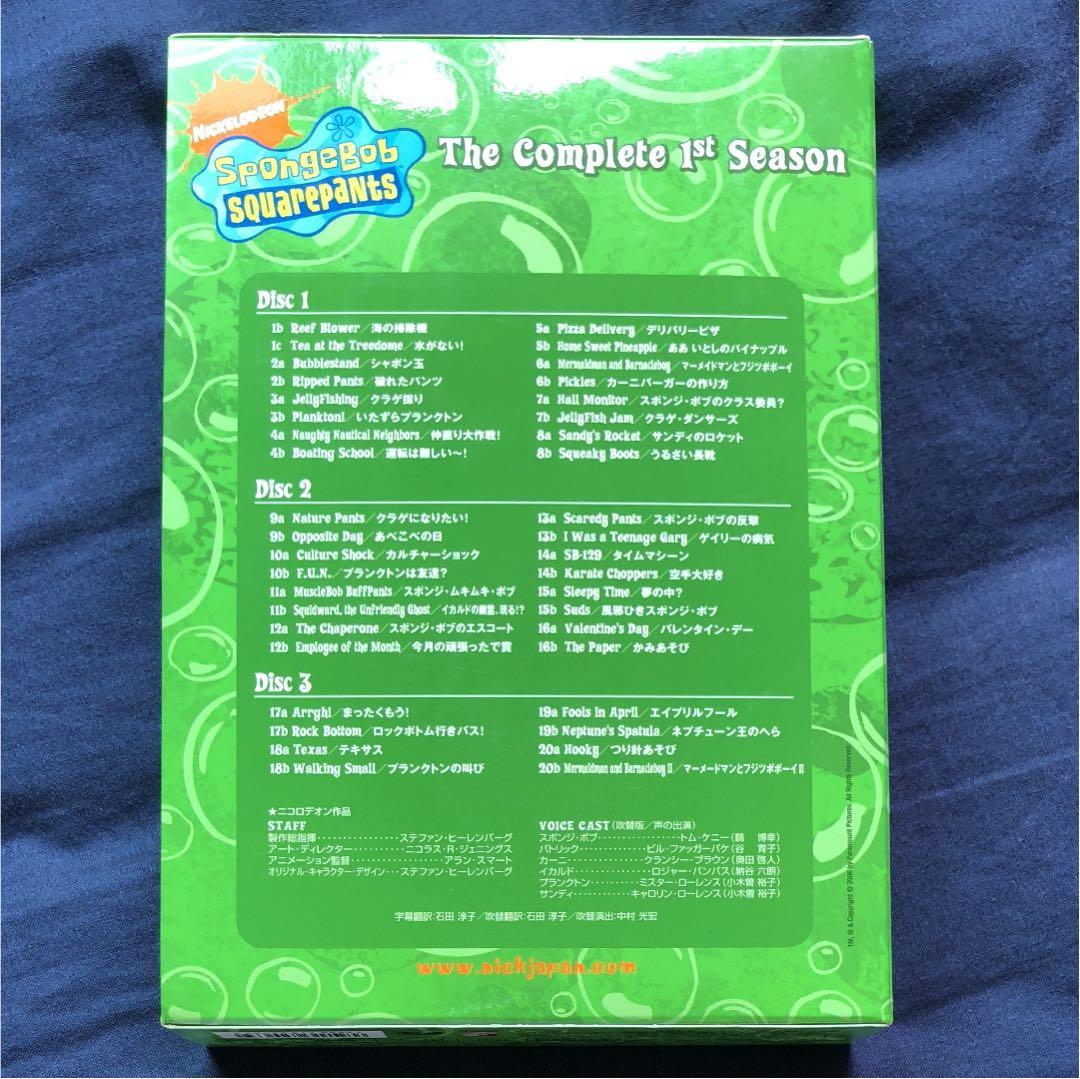 NICKELODEON
SpongeBob
SQUAREPANTS
The Complete 1st Season
Disc 1
1b Reef Blower／海の掃除機
1c Tea at the Treedome／水がない!
2a Bubblestand／シャボン玉
2b Ripped Pants／破れたパンツ
3a Jellyfishing／クラゲ採り
3b Plankton!／いたずらプランクトン
4a Naughty Nautical Neighbors／仲直り大作戦!
4b Boating School／運転は難しい〜!
5a Pizza Delivery／デリバリーピザ
5b Home Sweet Pineapple／ああ いとしのパイナップル
6a Mermaidman and Barnacleboy／マーメイドマンとフジツボボーイ
6b Pickles／カーニバーガーの作り方
7a Hall Monitor／スポンジ・ボブのクラス委員?
7b Jellyfish Jam／クラゲ・ダンサーズ
8a Sandy's Rocket／サンディのロケット
8b Squeaky Boots／うるさい長靴
Disc 2
9a Nature Pants／クラゲになりたい!
9b Opposite Day／あべこべの日
10a Culture Shock／カルチャーショック
10b F.U.N.／プランクトンは友達?
11a MuscleBob BuffPants／スポンジ・ムキムキ・ボブ
11b Squidward, the Unfriendly Ghost／イカルドの幽霊、現る!?
12a The Chaperone／スポンジ・ボブのエスコート
12b Employee of the Month／今月の頑張ったで賞
13a Scaredy Pants／スポンジ・ボブの反撃
13b I Was a Teenage Gary／ゲイリーの病気
14a SB-129／タイムマシーン
14b Karate Choppers／空手大好き
15a Sleepy Time／夢の中?
15b Suds／風邪ひきスポンジ・ボブ
16a Valentine's Day／バレンタイン・デー
16b The Paper／かみあそび
Disc 3
17a Arrgh!／まったくもう!
17b Rock Bottom／ロックボトム行きバス!
18a Texas／テキサス
18b Walking Small／プランクトンの叫び
19a Fools in April／エイプリルフール
19b Neptune's Spatula／ネプチューン王のへら
20a Hooky／つり針あそび
20b Mermaidman and Barnacleboy II／マーメードマンとフジツボボーイII
★ニコロデオン作品
STAFF
製作総指揮・・・・・・・・・・・・・・・ステファン・ヒーレンバーグ
アート・ディレクター・・・・・・・・・・ニコラス・R・ジェニングス
アニメーション監督・・・・・・・・・・・・・・アラン・スマート
オリジナル・キャラクター・デザイン・・・ステファン・ヒーレンバーグ
VOICE CAST(吹替版／声の出演)
スポンジ・ボブ・・・・・・・・・・・・・トム・ケニー(鶴 博幸)
パトリック・・・・・・・・・・・・ビル・ファッガーバケ(谷 育子)
カーニ・・・・・・・・・・・・クランシー・ブラウン(奥田 啓人)
イカルド・・・・・・・・・・・・ロジャー・バンパス(納谷 六朗)
プランクトン・・・・・・・・・ミスター・ローレンス(小木曽 裕子)
サンディ・・・・・・・・・・・キャロリン・ローレンス(小木曽 裕子)
字幕翻訳:石田 淳子／吹替翻訳:石田 淳子／吹替演出:中村 光宏
www.nickjapan.com
TM, ® & Copyright © 2006 by Paramount Pictures. All Rights Reserved.